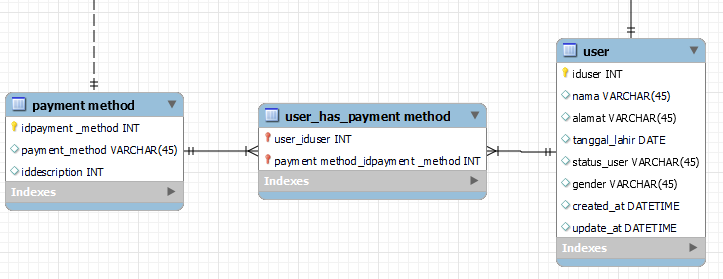 payment method
idpayment _method INT
payment_method VARCHAR(45)
iddescription INT
Indexes
user_has_payment method
user_iduser INT
payment method_idpayment _method INT
Indexes
user
iduser INT
nama VARCHAR(45)
alamat VARCHAR(45)
tanggal_lahir DATE
status_user VARCHAR(45)
gender VARCHAR(45)
created_at DATETIME
update_at DATETIME
Indexes